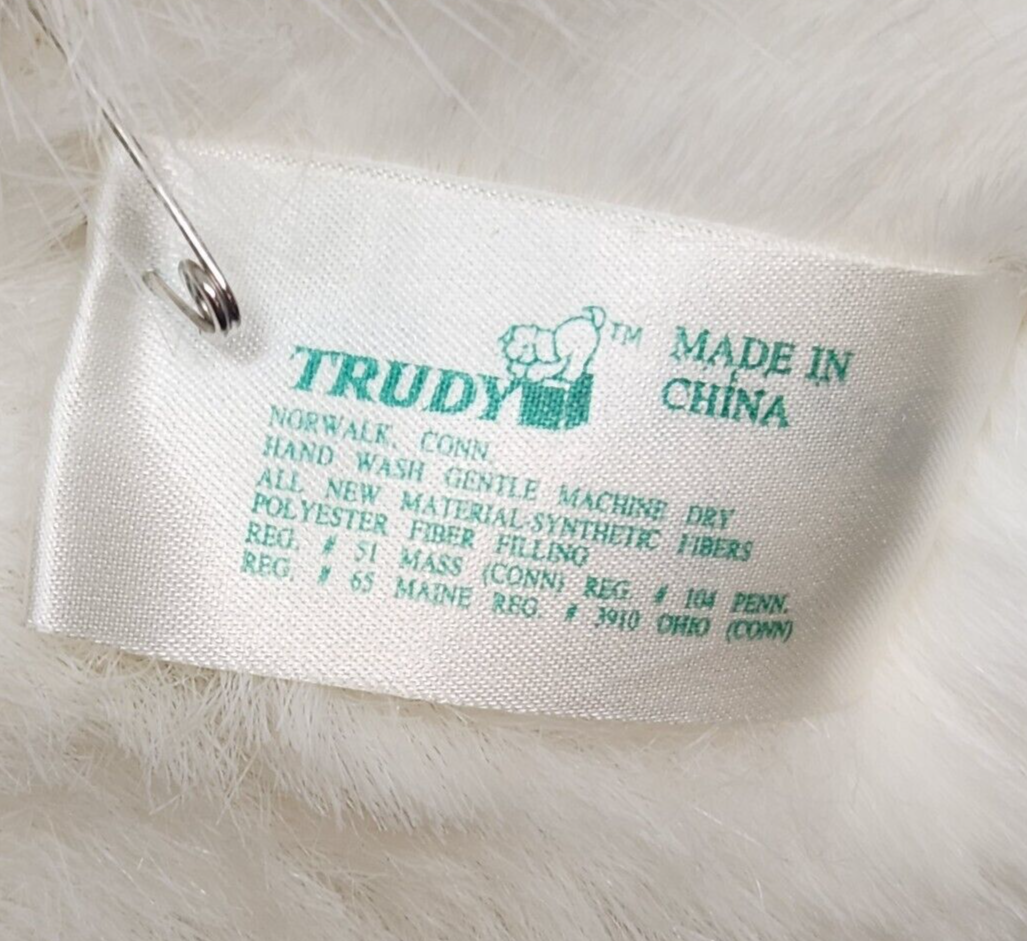 TRUDY™ MADE IN
CHINA
NORWALK, CONN.
HAND WASH GENTLE MACHINE DRY
ALL NEW MATERIAL-SYNTHETIC FIBERS
POLYESTER FIBER FILLING
REG. # 51 MASS (CONN) REG. # 104 PENN.
REG. # 65 MAINE REG. # 3910 OHIO (CONN)